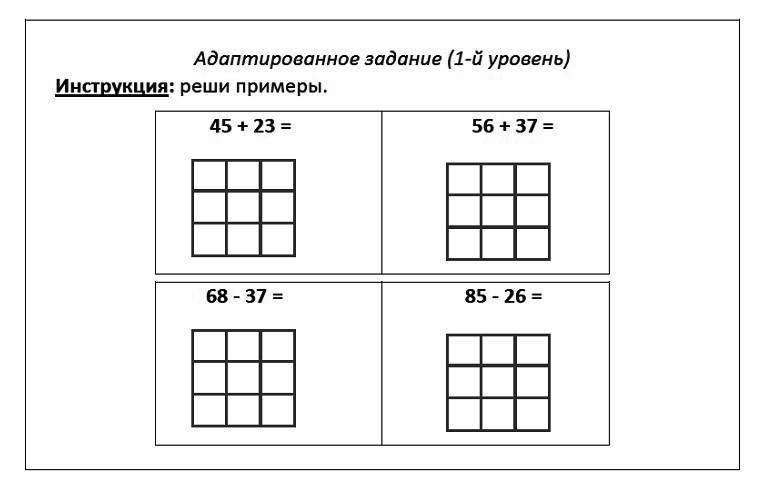 Адаптированное задание (1-й уровень)
Инструкция: реши примеры.
45 + 23 =
56 + 37 =
68 - 37 =
85 - 26 =